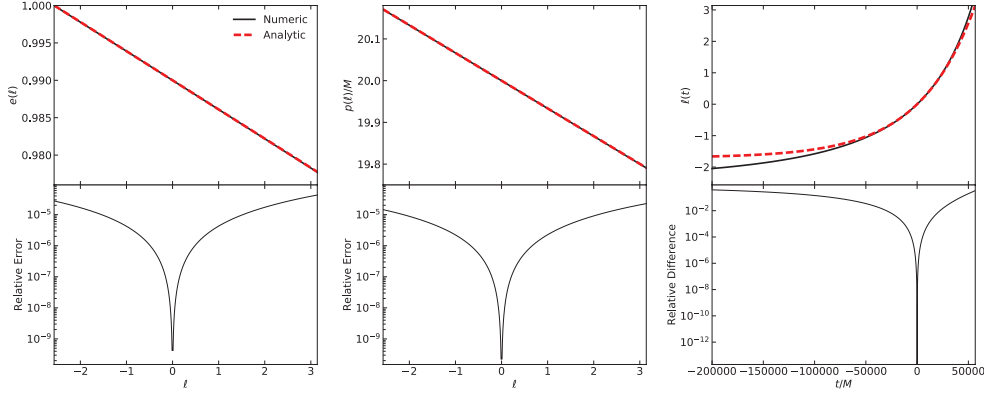 1.000
0.995
0.990
0.985
0.980
e(ℓ)
Numeric
Analytic
20.1
20.0
19.9
19.8
p(ℓ)/M
3
2
1
0
−1
−2
ℓ(t)
10⁻⁵
10⁻⁶
10⁻⁷
10⁻⁸
10⁻⁹
Relative Error
−2 −1 0 1 2 3
ℓ
10⁻⁵
10⁻⁶
10⁻⁷
10⁻⁸
10⁻⁹
Relative Error
−2 −1 0 1 2 3
ℓ
10⁻²
10⁻⁴
10⁻⁶
10⁻⁸
10⁻¹⁰
10⁻¹²
Relative Difference
−200000 −150000 −100000 −50000 0 50000
t/M